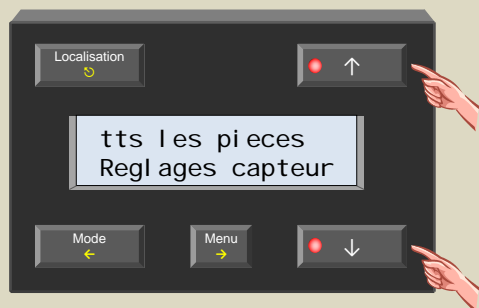 Localisation
↑
tts les pieces
Reglages capteur
Mode
←
Menu
→
↓